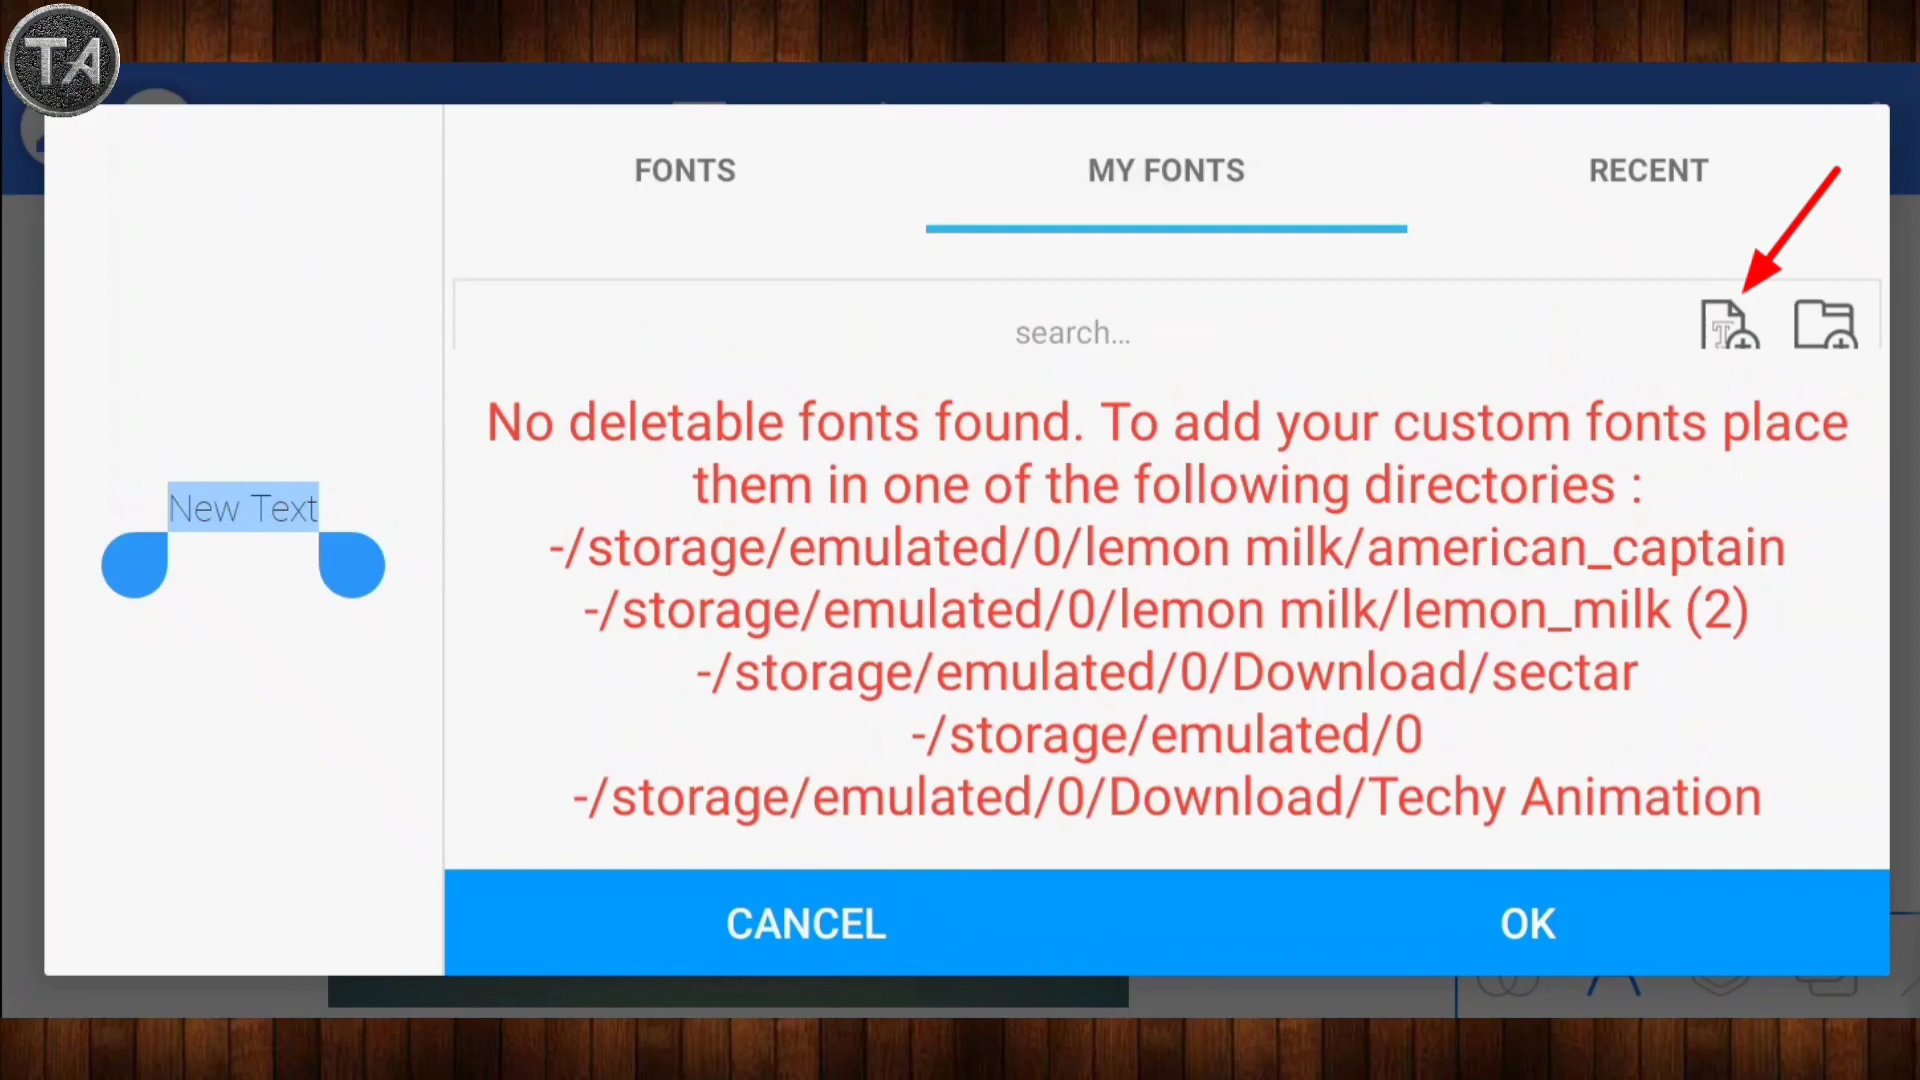 TA
FONTS
MY FONTS
RECENT
search...
No deletable fonts found. To add your custom fonts place
them in one of the following directories :
-/storage/emulated/0/lemon milk/american_captain
-/storage/emulated/0/lemon milk/lemon_milk (2)
-/storage/emulated/0/Download/sectar
-/storage/emulated/0
-/storage/emulated/0/Download/Techy Animation
New Text
CANCEL
OK